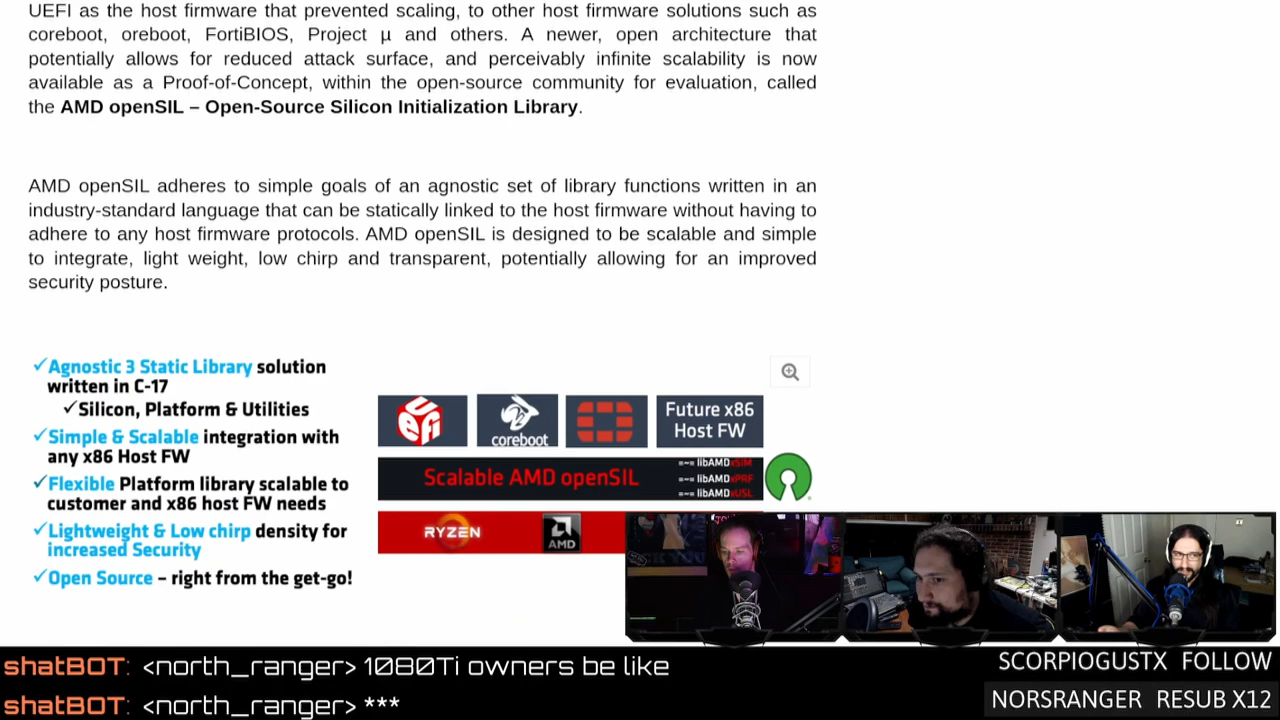 UEFI as the host firmware that prevented scaling, to other host firmware solutions such as
coreboot, oreboot, FortiBIOS, Project µ and others. A newer, open architecture that
potentially allows for reduced attack surface, and perceivably infinite scalability is now
available as a Proof-of-Concept, within the open-source community for evaluation, called
the AMD openSIL – Open-Source Silicon Initialization Library.
AMD openSIL adheres to simple goals of an agnostic set of library functions written in an
industry-standard language that can be statically linked to the host firmware without having to
adhere to any host firmware protocols. AMD openSIL is designed to be scalable and simple
to integrate, light weight, low chirp and transparent, potentially allowing for an improved
security posture.
✓Agnostic 3 Static Library solution
written in C-17
✓Silicon, Platform & Utilities
✓Simple & Scalable integration with
any x86 Host FW
✓Flexible Platform library scalable to
customer and x86 host FW needs
✓Lightweight & Low chirp density for
increased Security
✓Open Source – right from the get-go!
UEFI
coreboot
Future x86
Host FW
Scalable AMD openSIL
libAMDxSIM
libAMDxPRF
libAMDxUSL
RYZEN
AMD
shatBOT: <north_ranger> 1080Ti owners be like
shatBOT: <north_ranger> ***
SCORPIOGUSTX FOLLOW
NORSRANGER RESUB X12